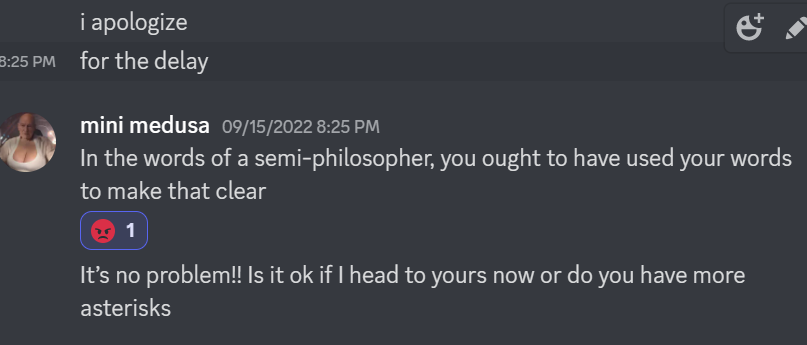 i apologize
8:25 PM for the delay
mini medusa 09/15/2022 8:25 PM
In the words of a semi-philosopher, you ought to have used your words
to make that clear
1
It's no problem!! Is it ok if I head to yours now or do you have more
asterisks